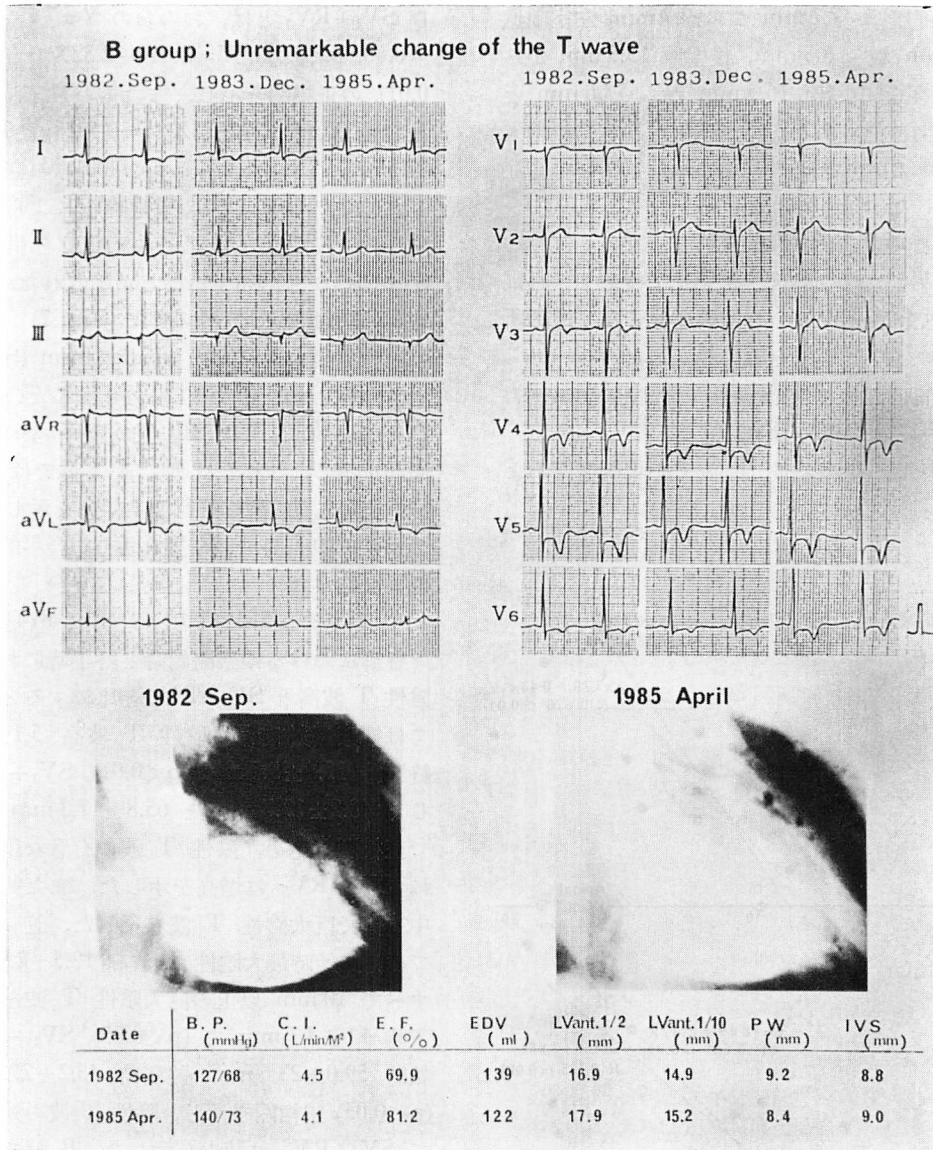 B group ; Unremarkable change of the T wave
1982.Sep. 1983.Dec. 1985.Apr.
1982.Sep. 1983.Dec. 1985.Apr.
I
II
III
aVR
aVL
aVF
V1
V2
V3
V4
V5
V6
1982 Sep.
1985 April
Date B. P. (mmHg) C. I. (L/min/M²) E. F. (%) EDV (ml) LVant.1/2 (mm) LVant.1/10 (mm) PW (mm) IVS (mm)
1982 Sep. 127/68 4.5 69.9 139 16.9 14.9 9.2 8.8
1985 Apr. 140/73 4.1 81.2 122 17.9 15.2 8.4 9.0